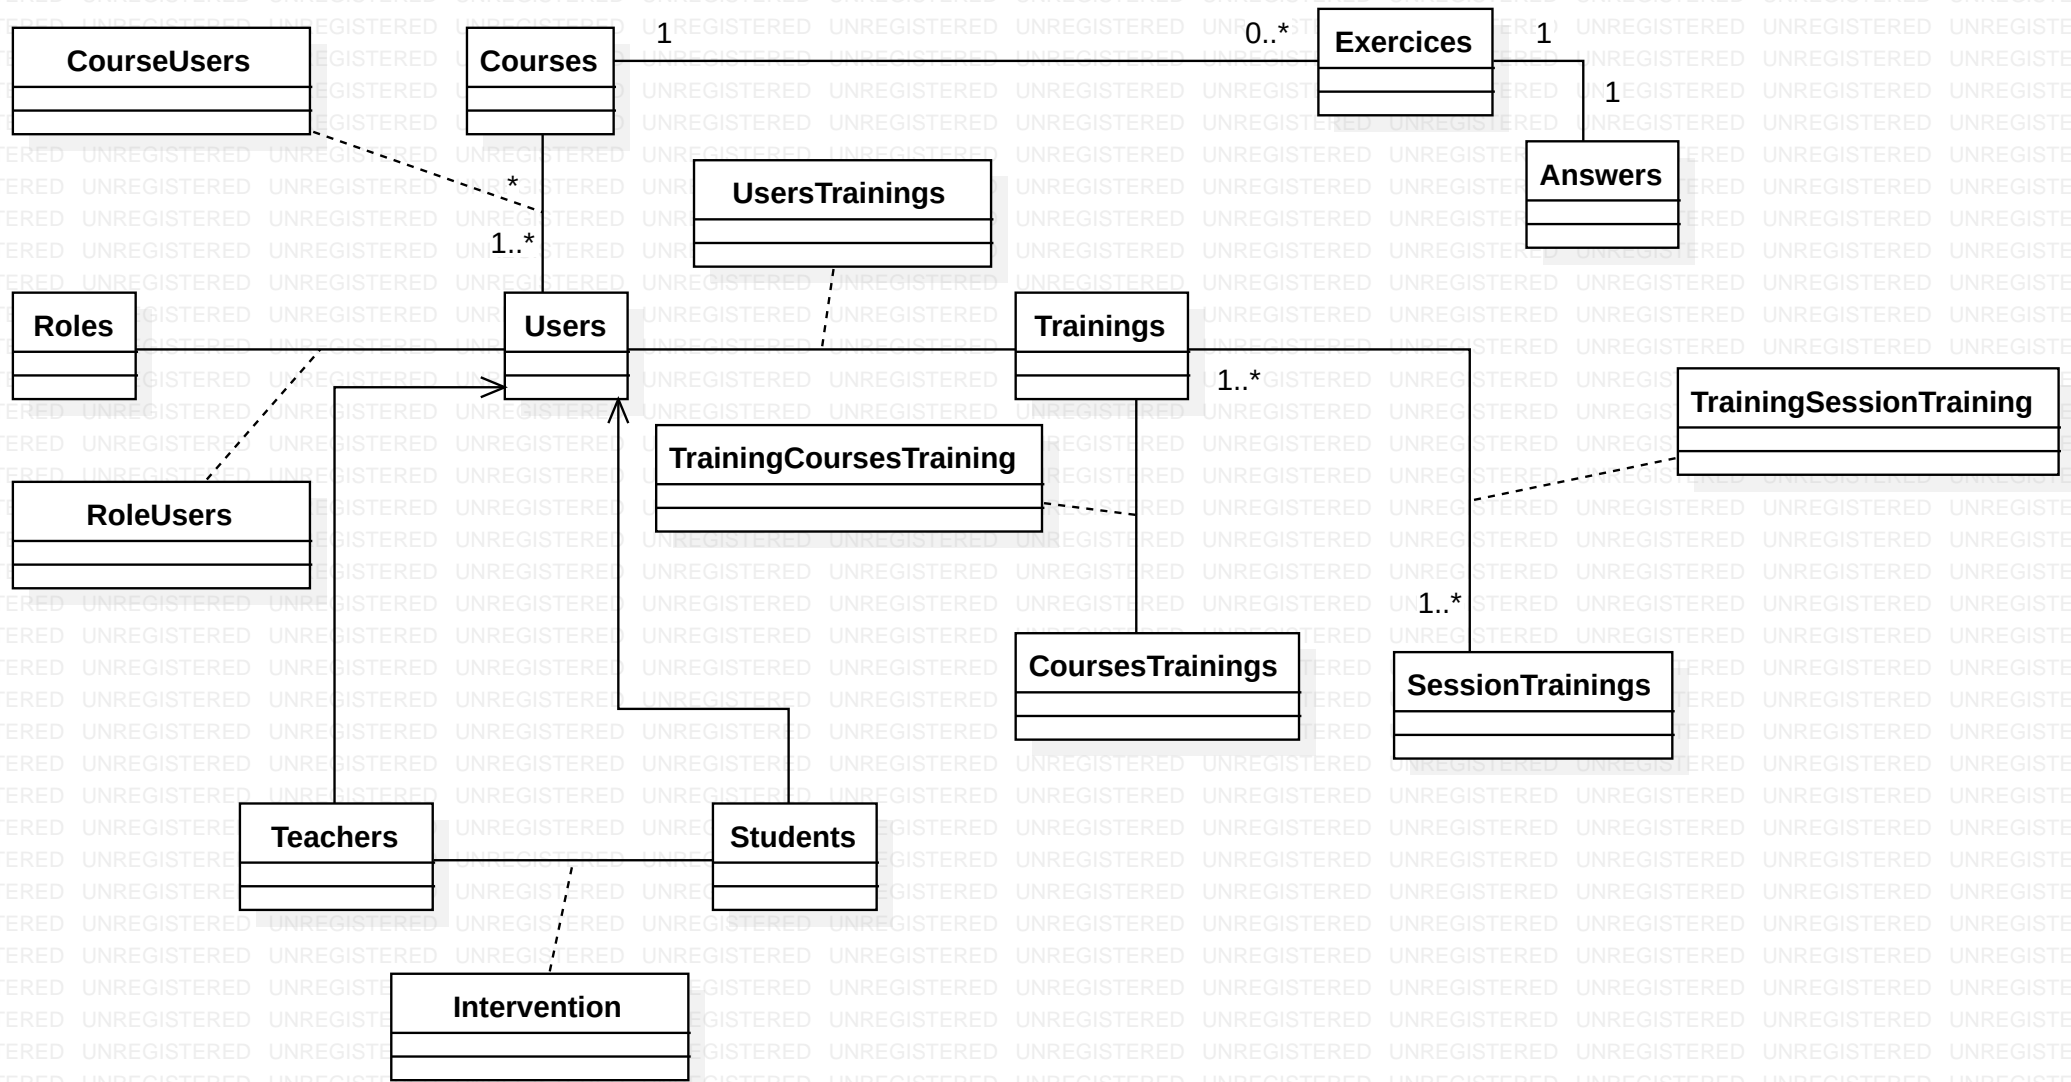 1
0..*
Exercices
1
CourseUsers
Courses
1
Answers
UsersTrainings
*
1..*
Roles
Users
Trainings
1..*
TrainingSessionTraining
TrainingCoursesTraining
RoleUsers
1..*
CoursesTrainings
SessionTrainings
Teachers
Students
Intervention
UNREGISTERED